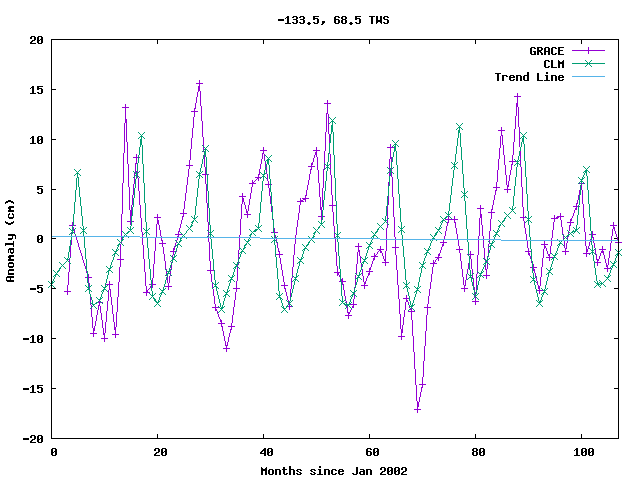 -133.5, 68.5 TWS
GRACE
CLM
Trend Line
Anomaly (cm)
20
15
10
5
0
-5
-10
-15
-20
0 20 40 60 80 100
Months since Jan 2002